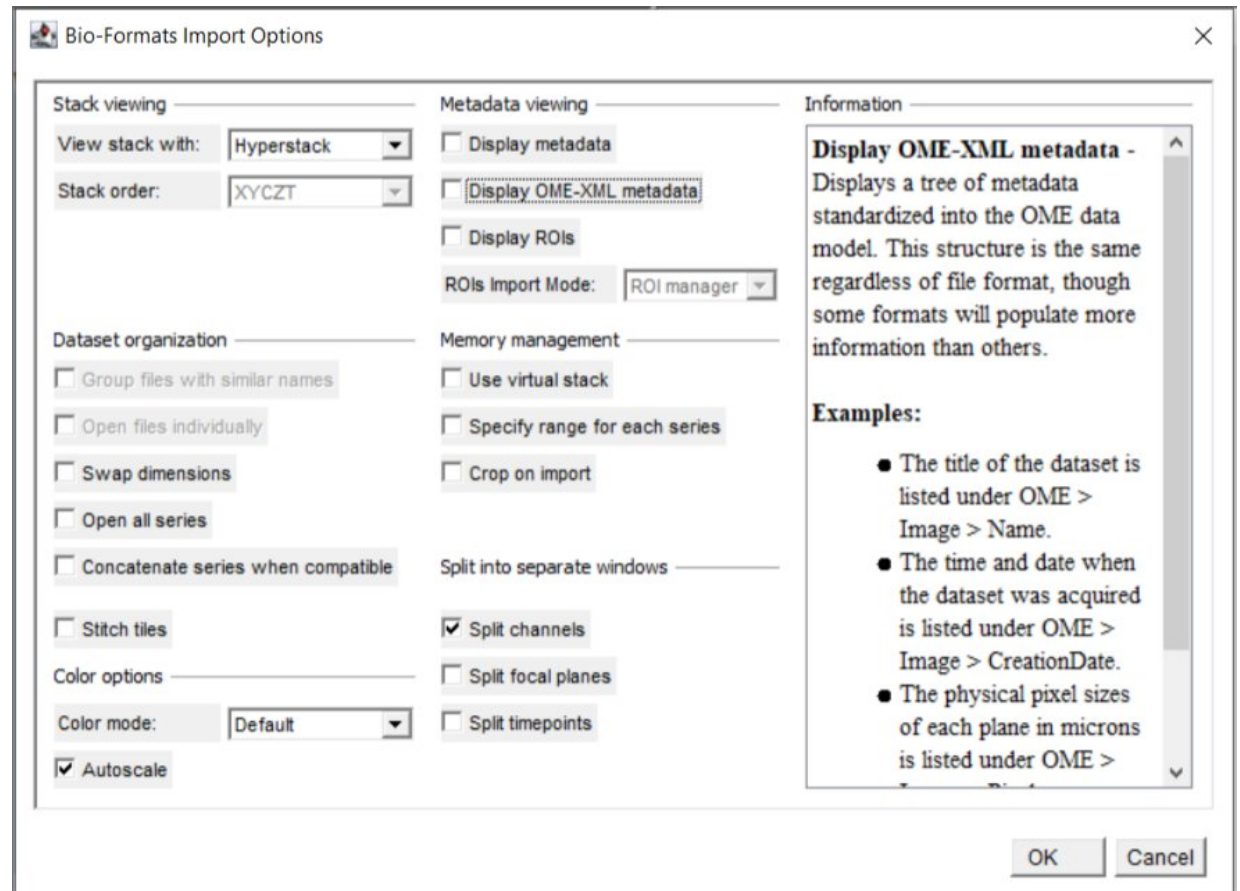 Bio-Formats Import Options
Stack viewing
View stack with: Hyperstack
Stack order: XYCZT
Metadata viewing
Display metadata
Display OME-XML metadata
Display ROIs
ROIs Import Mode: ROI manager
Dataset organization
Group files with similar names
Open files individually
Swap dimensions
Open all series
Concatenate series when compatible
Stitch tiles
Memory management
Use virtual stack
Specify range for each series
Crop on import
Color options
Color mode: Default
Autoscale
Split into separate windows
Split channels
Split focal planes
Split timepoints
Information
Display OME-XML metadata -
Displays a tree of metadata
standardized into the OME data
model. This structure is the same
regardless of file format, though
some formats will populate more
information than others.
Examples:
The title of the dataset is
listed under OME >
Image > Name.
The time and date when
the dataset was acquired
is listed under OME >
Image > CreationDate.
The physical pixel sizes
of each plane in microns
is listed under OME >
OK
Cancel